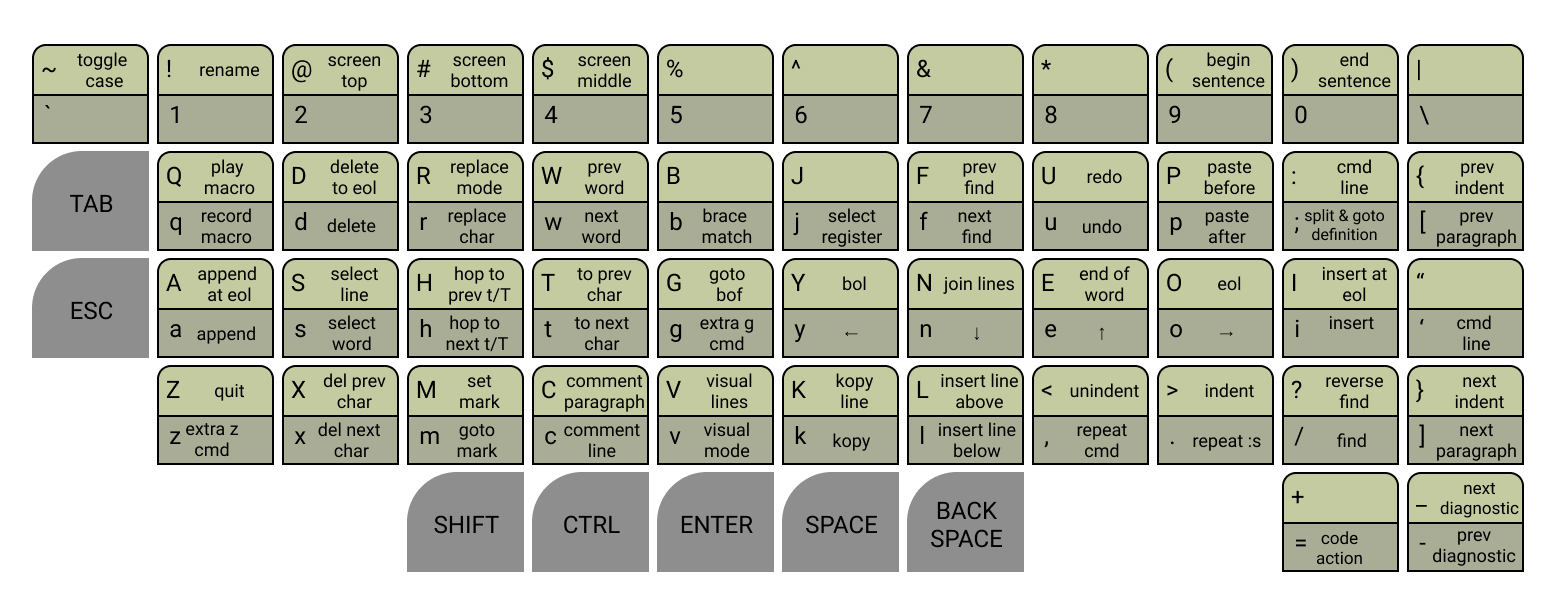 ~ toggle case
`
! rename
1
@ screen top
2
# screen bottom
3
$ screen middle
4
%
5
^
6
&
7
*
8
( begin sentence
9
) end sentence
0
|
\
TAB
Q play macro
q record macro
D delete to eol
d delete
R replace mode
r replace char
W prev word
w next word
B
b brace match
J
j select register
F prev find
f next find
U redo
u undo
P paste before
p paste after
: cmd line
; split & goto definition
{ prev indent
[ prev paragraph
ESC
A append at eol
a append
S select line
s select word
H hop to prev t/T
h hop to next t/T
T to prev char
t to next char
G goto bof
g extra g cmd
Y bol
y ←
N join lines
n ↓
E end of word
e ↑
O eol
o →
I insert at eol
i insert
“
‘ cmd line
Z quit
z extra z cmd
X del prev char
x del next char
M set mark
m goto mark
C comment paragraph
c comment line
V visual lines
v visual mode
K kopy line
k kopy
L insert line above
l insert line below
< unindent
, repeat cmd
> indent
. repeat :s
? reverse find
/ find
} next indent
] next paragraph
SHIFT
CTRL
ENTER
SPACE
BACK SPACE
+
= code action
_ next diagnostic
- prev diagnostic